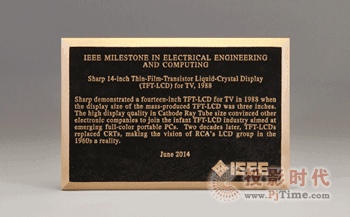 IEEE MILESTONE IN ELECTRICAL ENGINEERING
AND COMPUTING
Sharp 14-inch Thin-Film-Transistor Liquid-Crystal Display
(TFT-LCD) for TV, 1988
Sharp demonstrated a fourteen-inch TFT-LCD for TV in 1988 when
the display size of the mass-produced TFT-LCD was three inches.
The high display quality in Cathode Ray Tube size convinced other
electronic companies to join the infant TFT-LCD industry aimed at
emerging full-color portable PCs. Two decades later, TFT-LCDs
replaced CRTs, making the vision of RCA's LCD group in the
1960s a reality.
June 2014
IEEE
投影时代
www.PjTime.com